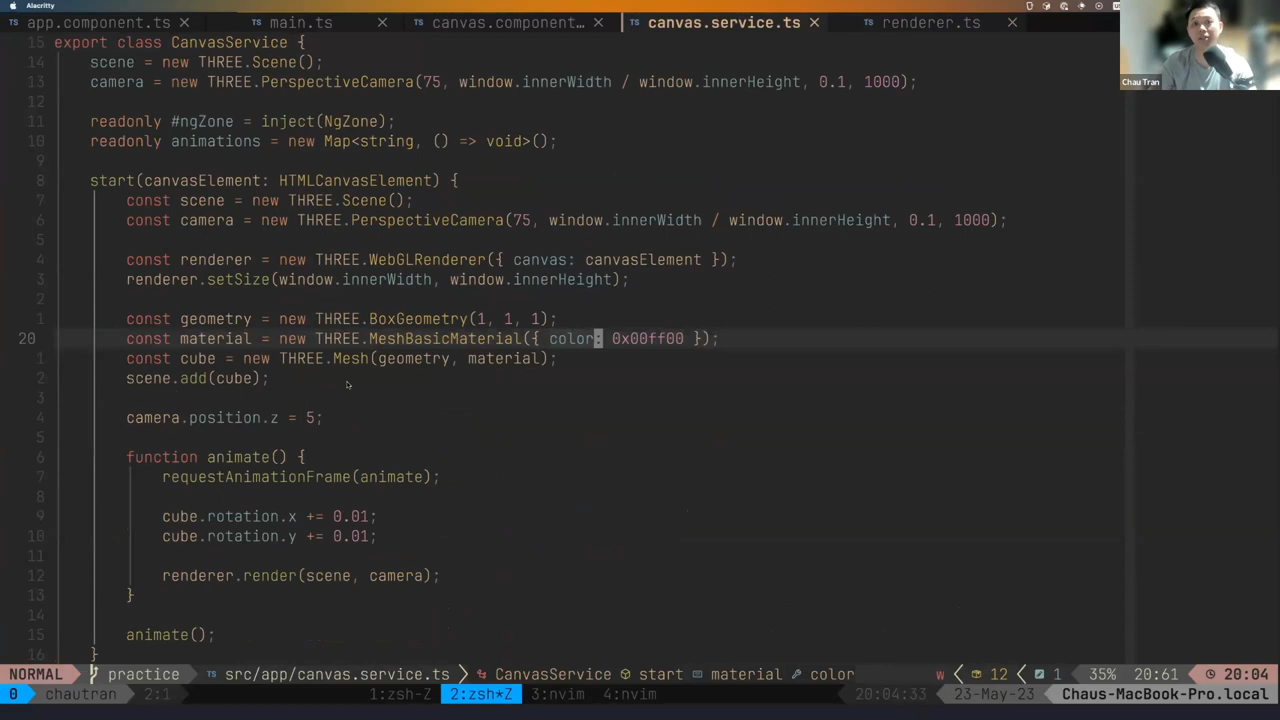 Alacritty
app.component.ts
main.ts
canvas.component...
canvas.service.ts
renderer.ts
Chau Tran
15 export class CanvasService {
14 scene = new THREE.Scene();
13 camera = new THREE.PerspectiveCamera(75, window.innerWidth / window.innerHeight, 0.1, 1000);
12
11 readonly #ngZone = inject(NgZone);
10 readonly animations = new Map<string, () => void>();
9
8 start(canvasElement: HTMLCanvasElement) {
7 const scene = new THREE.Scene();
6 const camera = new THREE.PerspectiveCamera(75, window.innerWidth / window.innerHeight, 0.1, 1000);
5
4 const renderer = new THREE.WebGLRenderer({ canvas: canvasElement });
3 renderer.setSize(window.innerWidth, window.innerHeight);
2
1 const geometry = new THREE.BoxGeometry(1, 1, 1);
20 const material = new THREE.MeshBasicMaterial({ color: 0x00ff00 });
1 const cube = new THREE.Mesh(geometry, material);
2 scene.add(cube);
3
4 camera.position.z = 5;
5
6 function animate() {
7 requestAnimationFrame(animate);
8
9 cube.rotation.x += 0.01;
10 cube.rotation.y += 0.01;
11
12 renderer.render(scene, camera);
13 }
14
15 animate();
16 }
NORMAL practice src/app/canvas.service.ts CanvasService start material color w 12 1 35% 20:61 20:04
0 chautran 2:1 1:zsh-Z 2:zsh*Z 3:nvim 4:nvim 20:04:33 23-May-23 Chaus-MacBook-Pro.local